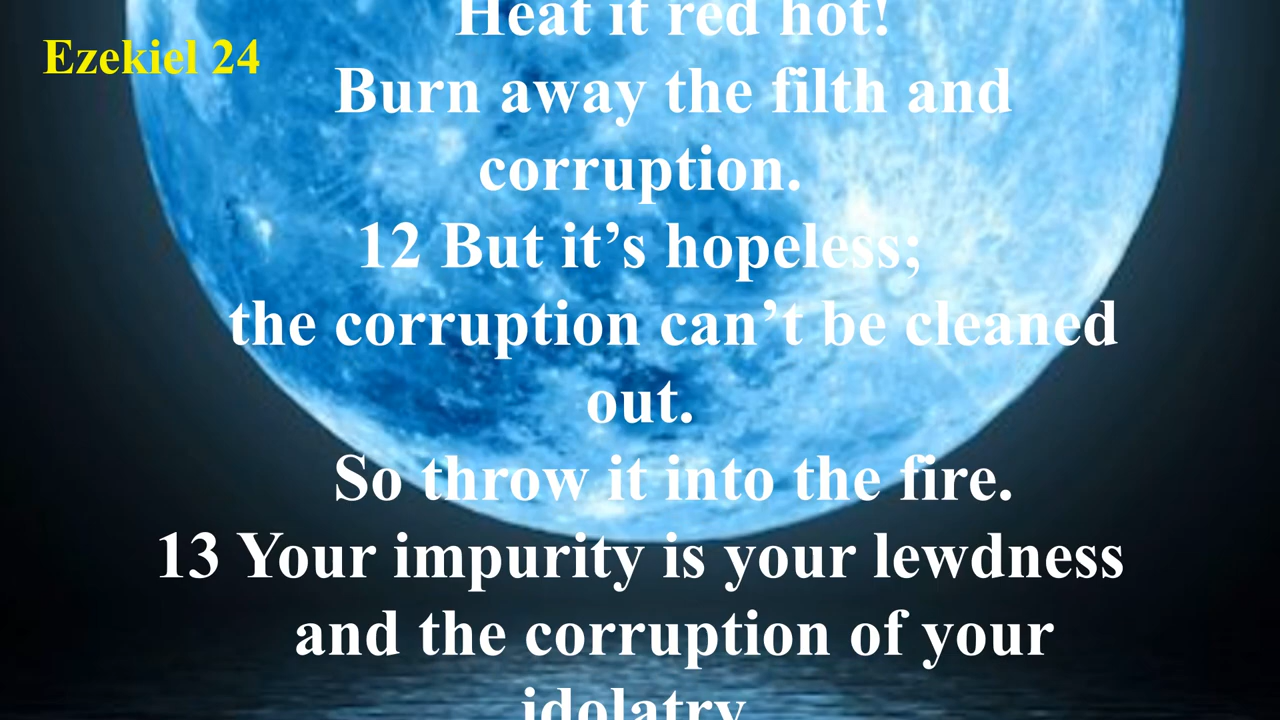 Ezekiel 24
Heat it red hot!
Burn away the filth and
corruption.
12 But it’s hopeless;
the corruption can’t be cleaned
out.
So throw it into the fire.
13 Your impurity is your lewdness
and the corruption of your
idolatry.